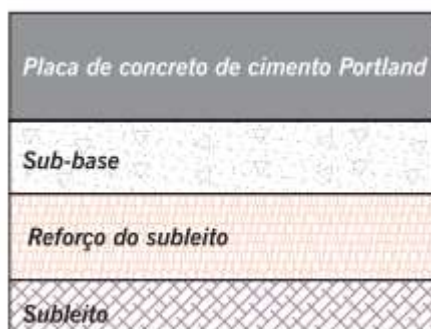 Placa de concreto de cimento Portland
Sub-base
Reforço do subleito
Subleito